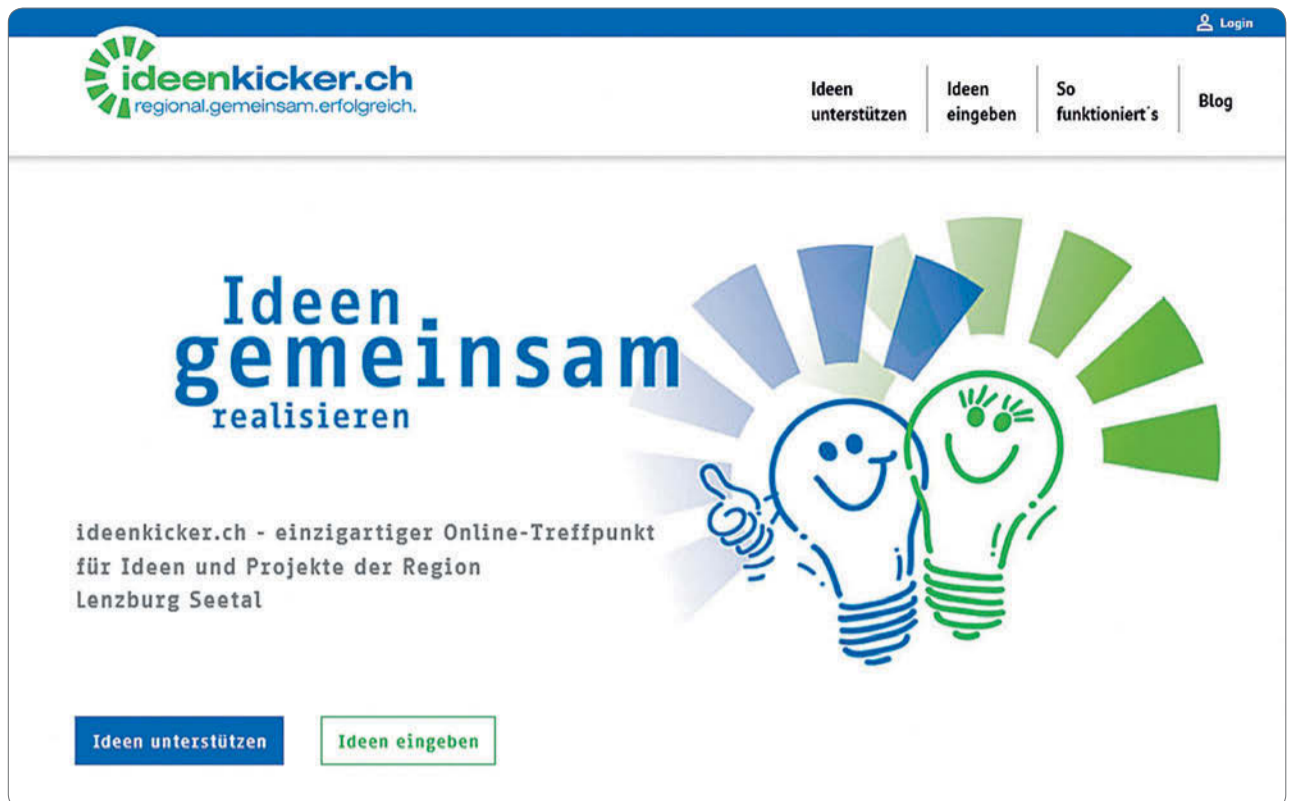 Login
ideenkicker.ch
regional.gemeinsam.erfolgreich.
Ideen
unterstützen
Ideen
eingeben
So
funktioniert´s
Blog
Ideen
gemeinsam
realisieren
ideenkicker.ch - einzigartiger Online-Treffpunkt
für Ideen und Projekte der Region
Lenzburg Seetal
Ideen unterstützen
Ideen eingeben